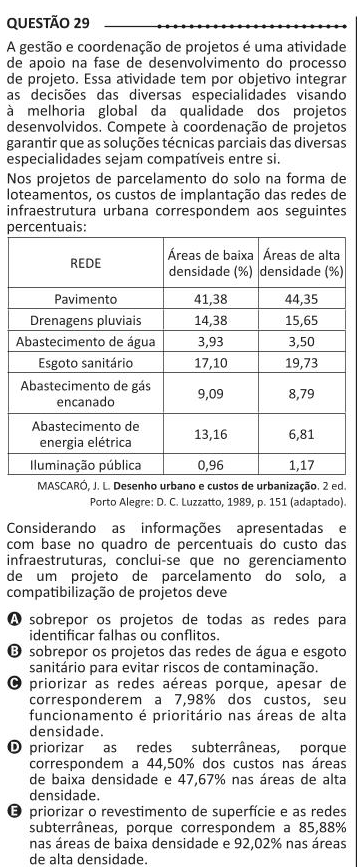 QUESTÃO 29
A gestão e coordenação de projetos é uma atividade
de apoio na fase de desenvolvimento do processo
de projeto. Essa atividade tem por objetivo integrar
as decisões das diversas especialidades visando
à melhoria global da qualidade dos projetos
desenvolvidos. Compete à coordenação de projetos
garantir que as soluções técnicas parciais das diversas
especialidades sejam compatíveis entre si.
Nos projetos de parcelamento do solo na forma de
loteamentos, os custos de implantação das redes de
infraestrutura urbana correspondem aos seguintes
percentuais:
REDE Áreas de baixa densidade (%) Áreas de alta densidade (%)
Pavimento 41,38 44,35
Drenagens pluviais 14,38 15,65
Abastecimento de água 3,93 3,50
Esgoto sanitário 17,10 19,73
Abastecimento de gás encanado 9,09 8,79
Abastecimento de energia elétrica 13,16 6,81
Iluminação pública 0,96 1,17
MASCARÓ, J. L. Desenho urbano e custos de urbanização. 2 ed.
Porto Alegre: D. C. Luzzatto, 1989, p. 151 (adaptado).
Considerando as informações apresentadas e
com base no quadro de percentuais do custo das
infraestruturas, conclui-se que no gerenciamento
de um projeto de parcelamento do solo, a
compatibilização de projetos deve
A sobrepor os projetos de todas as redes para
identificar falhas ou conflitos.
B sobrepor os projetos das redes de água e esgoto
sanitário para evitar riscos de contaminação.
C priorizar as redes aéreas porque, apesar de
corresponderem a 7,98% dos custos, seu
funcionamento é prioritário nas áreas de alta
densidade.
D priorizar as redes subterrâneas, porque
correspondem a 44,50% dos custos nas áreas
de baixa densidade e 47,67% nas áreas de alta
densidade.
E priorizar o revestimento de superfície e as redes
subterrâneas, porque correspondem a 85,88%
nas áreas de baixa densidade e 92,02% nas áreas
de alta densidade.